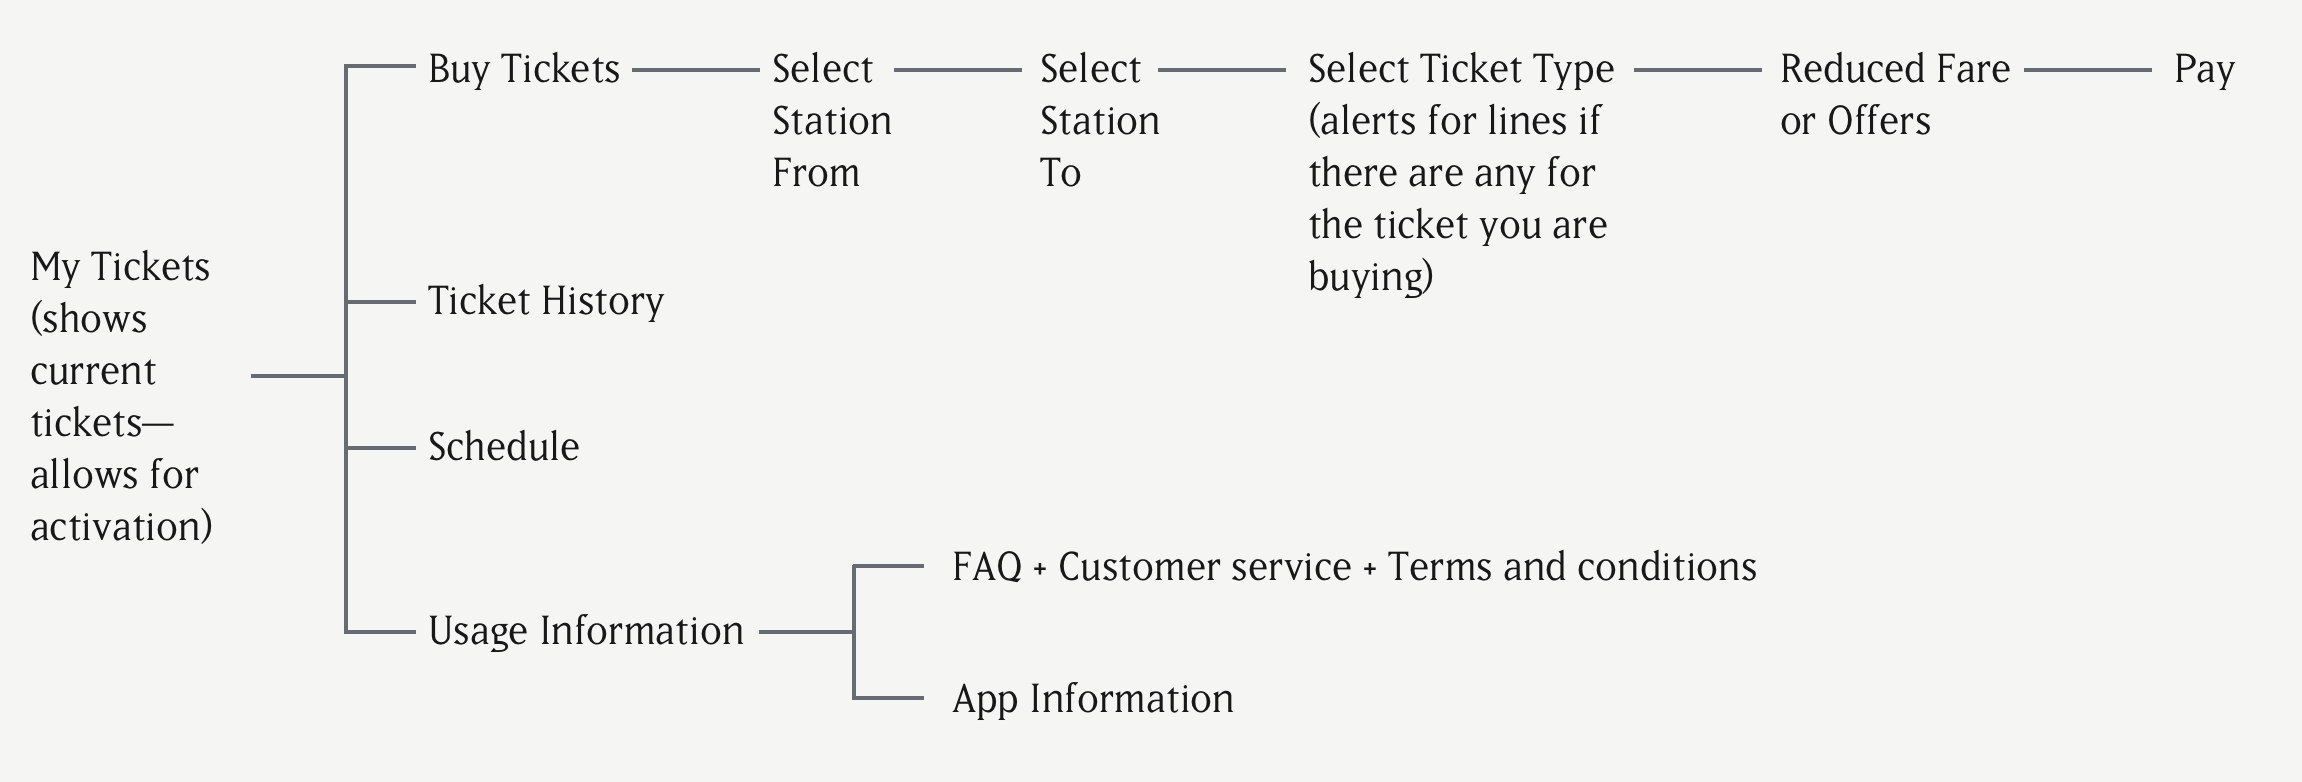 My Tickets
(shows
current
tickets—
allows for
activation)
Buy Tickets
Select
Station
From
Select
Station
To
Select Ticket Type
(alerts for lines if
there are any for
the ticket you are
buying)
Reduced Fare
or Offers
Pay
Ticket History
Schedule
Usage Information
FAQ + Customer service + Terms and conditions
App Information